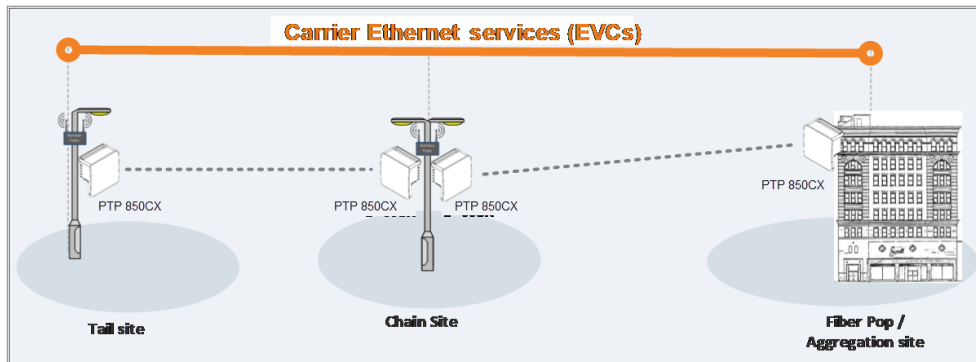 Carrier Ethernet services (EVCs)
PTP 850CX
PTP 850CX
PTP 850CX
PTP 850CX
Tail site
Chain Site
Fiber Pop /
Aggregation site